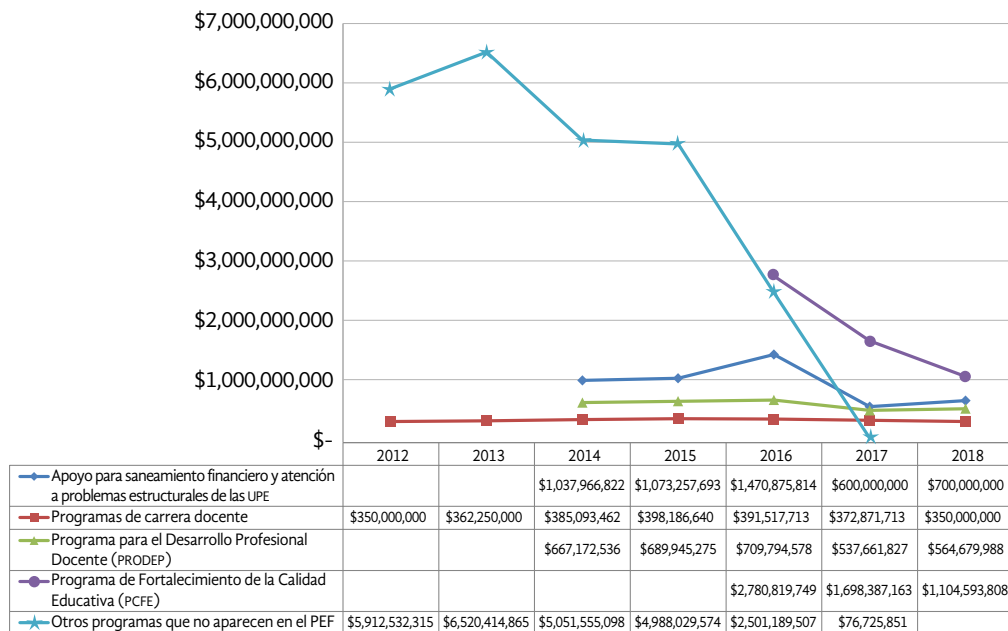 $7,000,000,000
$6,000,000,000
$5,000,000,000
$4,000,000,000
$3,000,000,000
$2,000,000,000
$1,000,000,000
$-
2012 2013 2014 2015 2016 2017 2018
Apoyo para saneamiento financiero y atención
a problemas estructurales de las UPE $1,037,966,822 $1,073,257,693 $1,470,875,814 $600,000,000 $700,000,000
Programas de carrera docente $350,000,000 $362,250,000 $385,093,462 $398,186,640 $391,517,713 $372,871,713 $350,000,000
Programa para el Desarrollo Profesional
Docente (PRODEP) $667,172,536 $689,945,275 $709,794,578 $537,661,827 $564,679,988
Programa de Fortalecimiento de la Calidad
Educativa (PCFE) $2,780,819,749 $1,698,387,163 $1,104,593,808
Otros programas que no aparecen en el PEF $5,912,532,315 $6,520,414,865 $5,051,555,098 $4,988,029,574 $2,501,189,507 $76,725,851